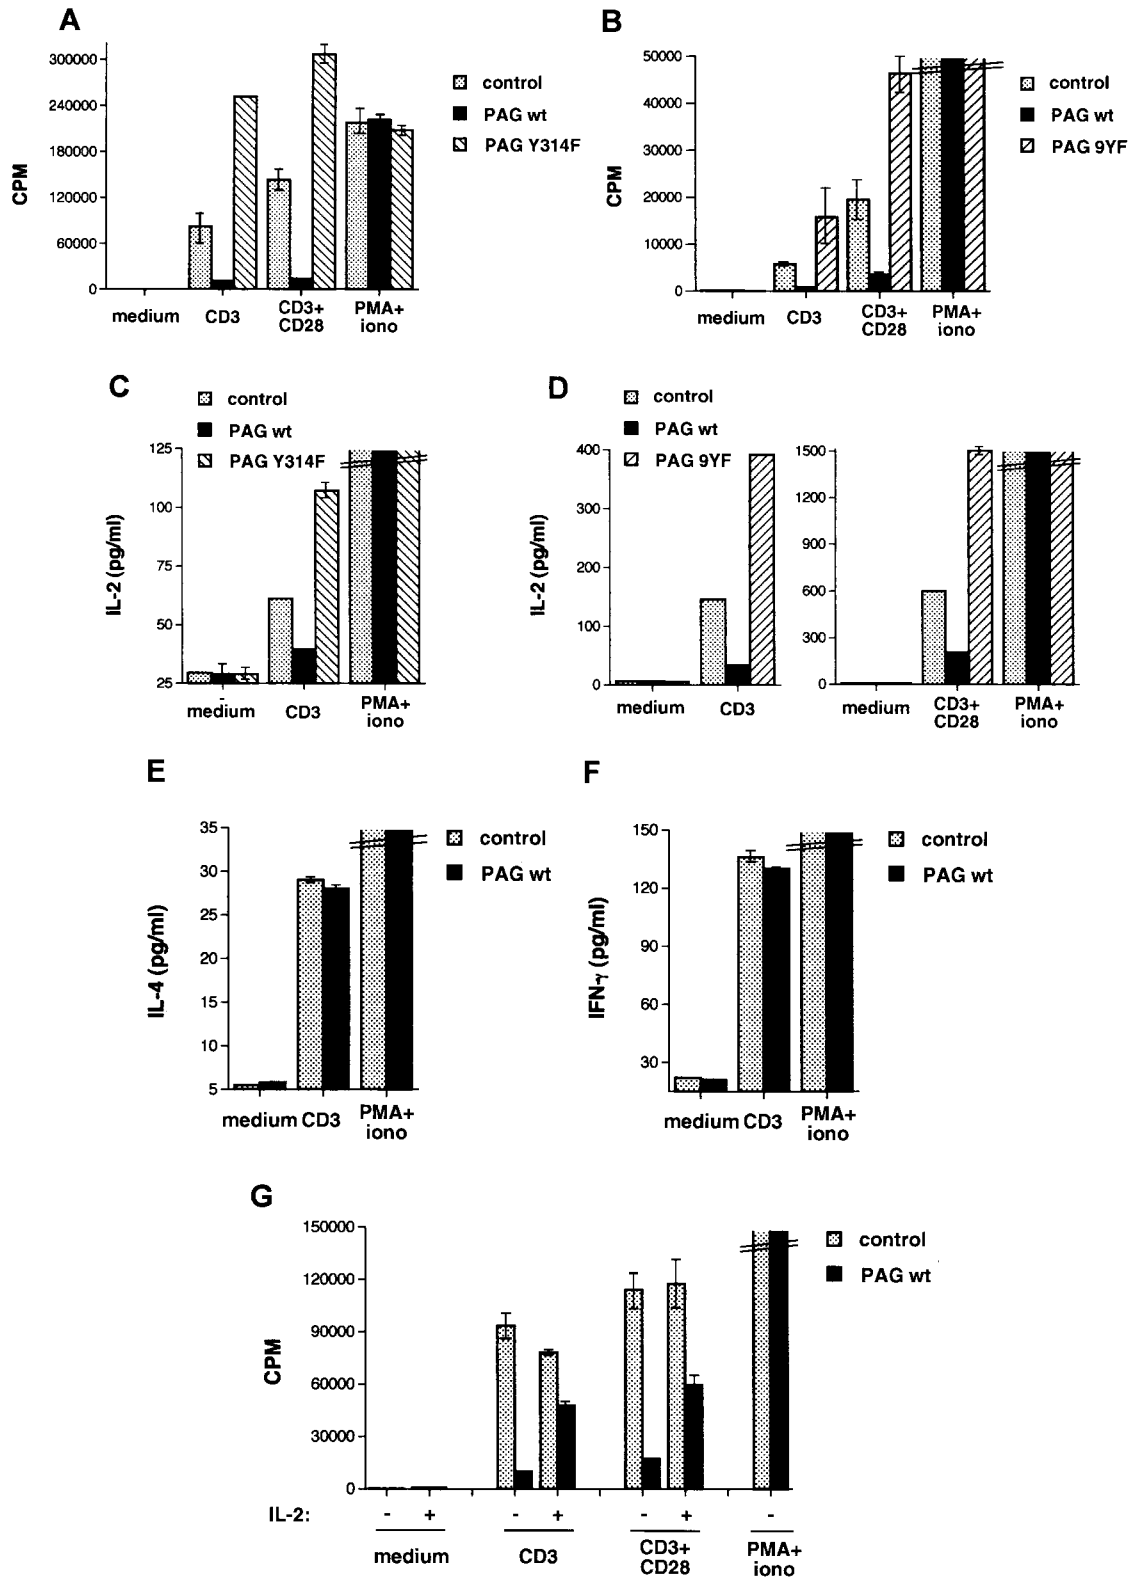 A
300000
240000
180000
120000
60000
0
CPM
medium
CD3
CD3+
CD28
PMA+
iono
control
PAG wt
PAG Y314F
B
50000
40000
30000
20000
10000
0
CPM
medium
CD3
CD3+
CD28
PMA+
iono
control
PAG wt
PAG 9YF
C
control
PAG wt
PAG Y314F
125
100
75
50
25
IL-2 (pg/ml)
medium
CD3
PMA+
iono
D
control
PAG wt
PAG 9YF
400
300
200
100
0
IL-2 (pg/ml)
medium
CD3
1500
1200
900
600
300
0
medium
CD3+
CD28
PMA+
iono
E
35
30
25
20
15
10
5
IL-4 (pg/ml)
medium CD3
PMA+
iono
control
PAG wt
F
150
120
90
60
30
IFN-γ (pg/ml)
medium CD3
PMA+
iono
control
PAG wt
G
150000
120000
90000
60000
30000
0
CPM
control
PAG wt
IL-2: - + - + - + -
medium
CD3
CD3+
CD28
PMA+
iono